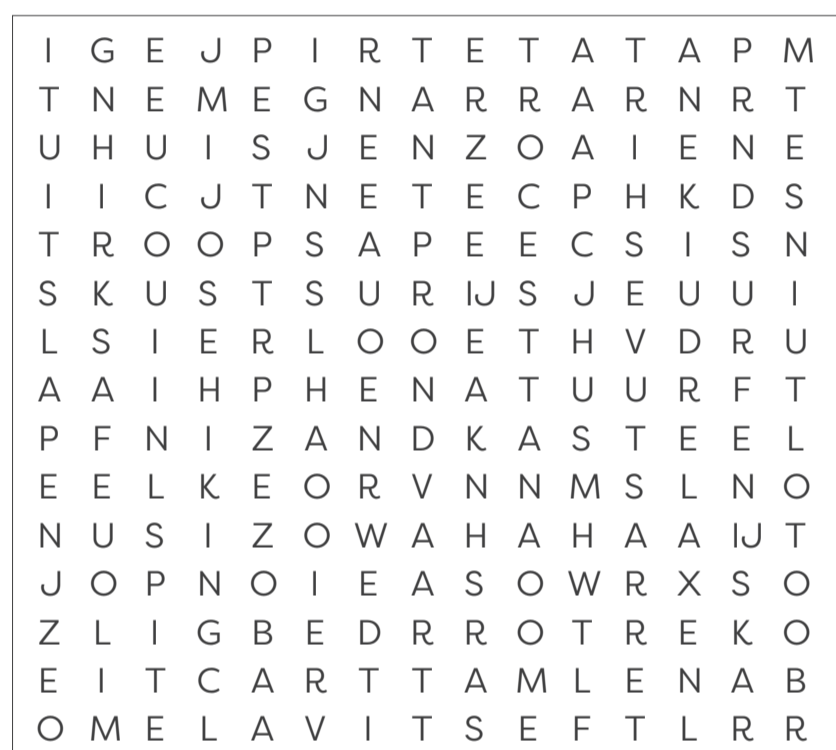 I G E J P I R T E T A T A P M
T N E M E G N A R R A R N R T
U H U I S J E N Z O A I E N E
I I C J T N E T E C P H K D S
T R O O P S A P E E C S I S N
S K U S T S U R IJ S J E U U I
L S I E R L O O E T H V D R U
A A I H P H E N A T U U R F T
P F N I Z A N D K A S T E E L
E E L K E O R V N N M S L N O
N U S I Z O W A H A H A A IJ T
J O P N O I E A S O W R X S O
Z L I G B E D R R O T R E K O
E I T C A R T T A M L E N A B
O M E L A V I T S E F T L R R